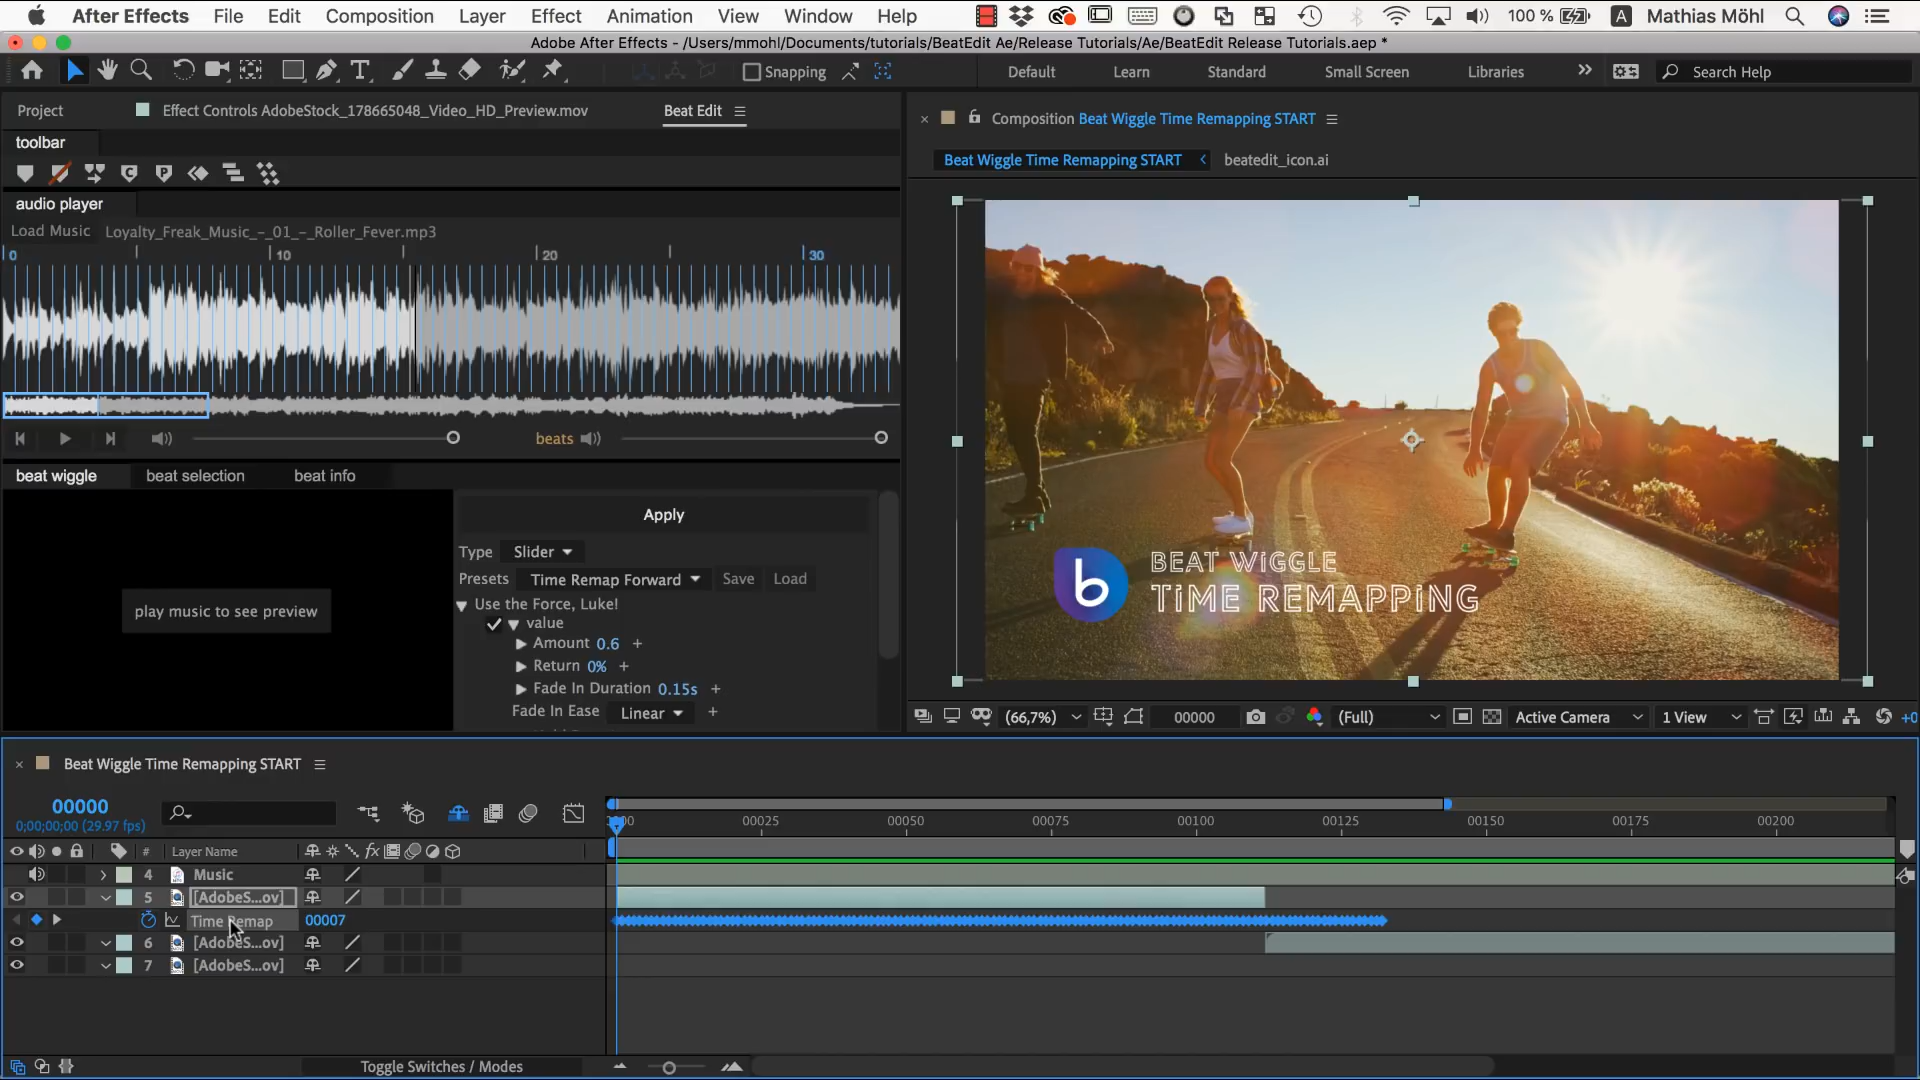 After Effects File Edit Composition Layer Effect Animation View Window Help 100 % A Mathias Möhl
Adobe After Effects - /Users/mmohl/Documents/tutorials/BeatEdit Ae/Release Tutorials/Ae/BeatEdit Release Tutorials.aep *
Snapping Default Learn Standard Small Screen Libraries Search Help
Project Effect Controls AdobeStock_178665048_Video_HD_Preview.mov Beat Edit
toolbar
audio player
Load Music Loyalty_Freak_Music_-_01_-_Roller_Fever.mp3
0 10 20 30
beats
beat wiggle beat selection beat info
play music to see preview
Apply
Type Slider
Presets Time Remap Forward Save Load
Use the Force, Luke!
value
Amount 0.6 +
Return 0% +
Fade In Duration 0.15s +
Fade In Ease Linear +
Composition Beat Wiggle Time Remapping START
Beat Wiggle Time Remapping START beatedit_icon.ai
b BEAT WIGGLE
TIME REMAPPING
(66,7%) 00000 (Full) Active Camera 1 View +0
Beat Wiggle Time Remapping START
00000
0;00;00;00 (29.97 fps)
00025 00050 00075 00100 00125 00150 00175 00200
# Layer Name fx
4 Music
5 [AdobeS...ov]
Time Remap 00007
6 [AdobeS...ov]
7 [AdobeS...ov]
Toggle Switches / Modes